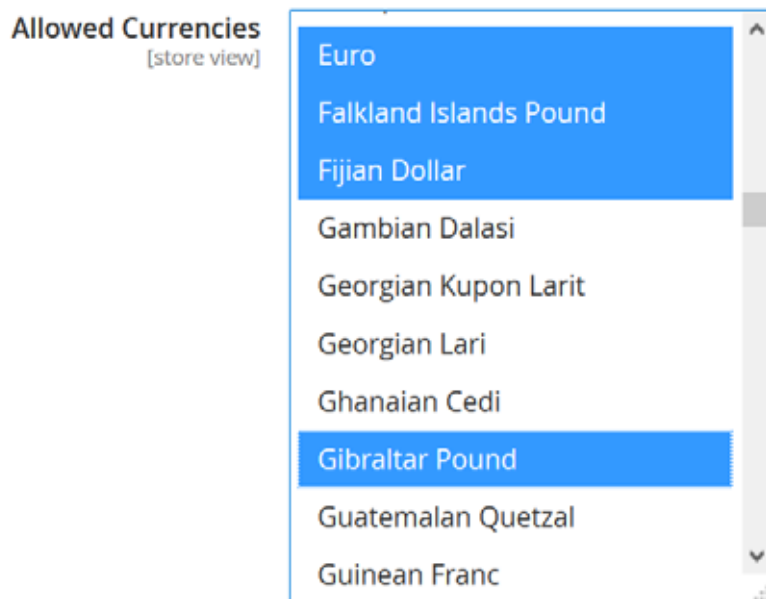 Allowed Currencies
[store view]
Euro
Falkland Islands Pound
Fijian Dollar
Gambian Dalasi
Georgian Kupon Larit
Georgian Lari
Ghanaian Cedi
Gibraltar Pound
Guatemalan Quetzal
Guinean Franc